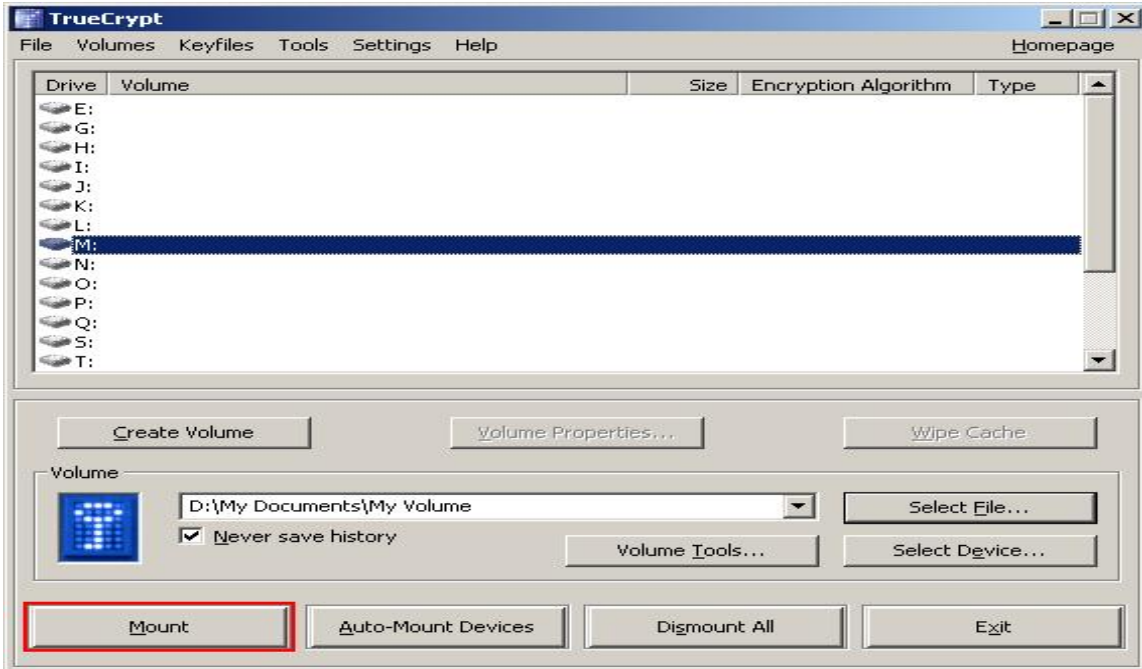 TrueCrypt
File Volumes Keyfiles Tools Settings Help Homepage
Drive Volume Size Encryption Algorithm Type
E:
G:
H:
I:
J:
K:
L:
M:
N:
O:
P:
Q:
S:
T:
Create Volume Volume Properties... Wipe Cache
Volume
D:\My Documents\My Volume Select File...
Never save history
Volume Tools... Select Device...
Mount Auto-Mount Devices Dismount All Exit